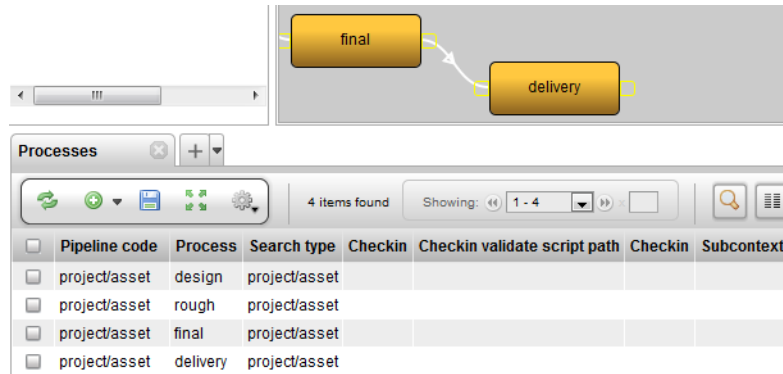 final
delivery
Processes
4 items found Showing: 1 - 4
Pipeline code Process Search type Checkin Checkin validate script path Checkin Subcontext
project/asset design project/asset
project/asset rough project/asset
project/asset final project/asset
project/asset delivery project/asset